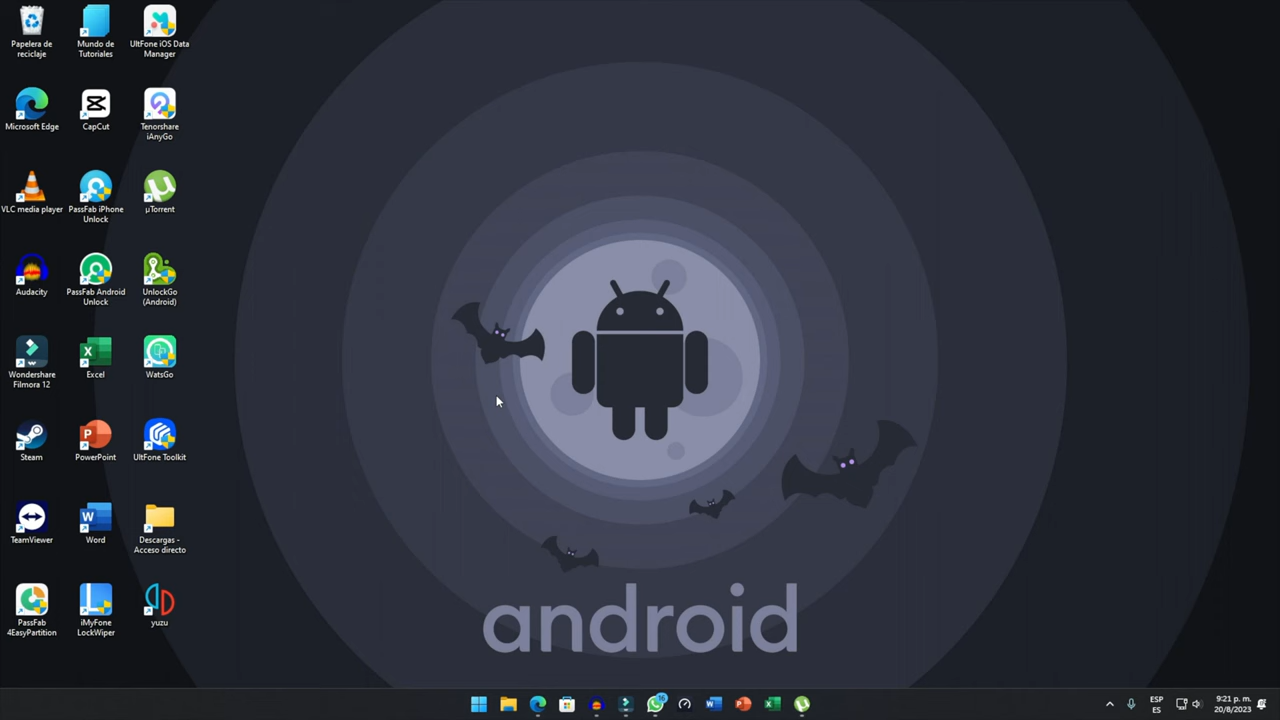 Papelera de
reciclaje
Mundo de
Tutoriales
UltFone iOS Data
Manager
Microsoft Edge
CapCut
Tenorshare
iAnyGo
VLC media player
PassFab iPhone
Unlock
µTorrent
Audacity
PassFab Android
Unlock
UnlockGo
(Android)
Wondershare
Filmora 12
Excel
WatsGo
Steam
PowerPoint
UltFone Toolkit
TeamViewer
Word
Descargas -
Acceso directo
PassFab
4EasyPartition
iMyFone
LockWiper
yuzu
android
16
ESP
ES
9:21 p. m.
20/8/2023